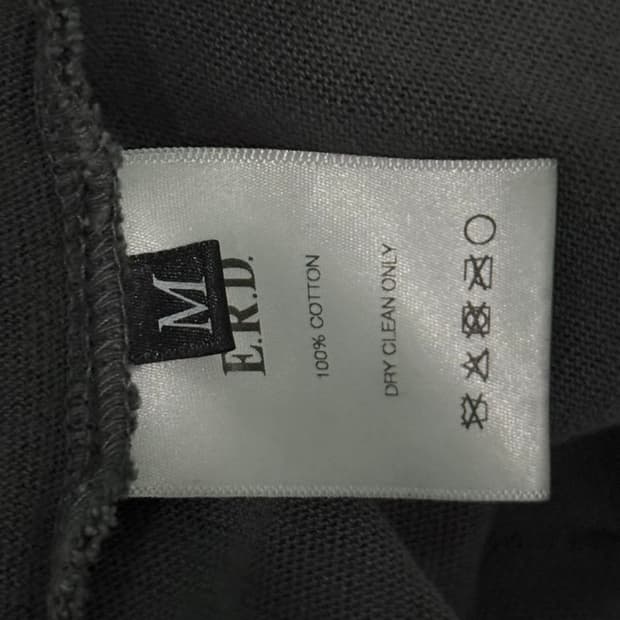 M
E.R.D.
100% COTTON
DRY CLEAN ONLY